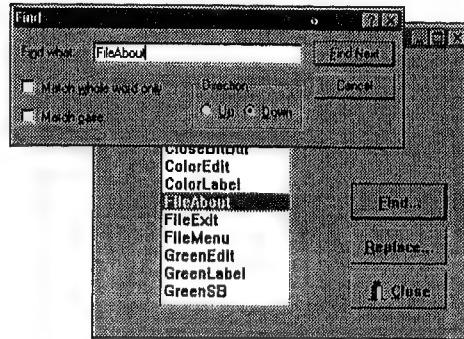 Find
Find what: FileAbout
Find Next
Match whole word only
Direction
Cancel
Match case
Up Down
CloseBitBut
ColorEdit
ColorLabel
FileAbout
FileExit
FileMenu
GreenEdit
GreenLabel
GreenSB
Find...
Replace...
Close